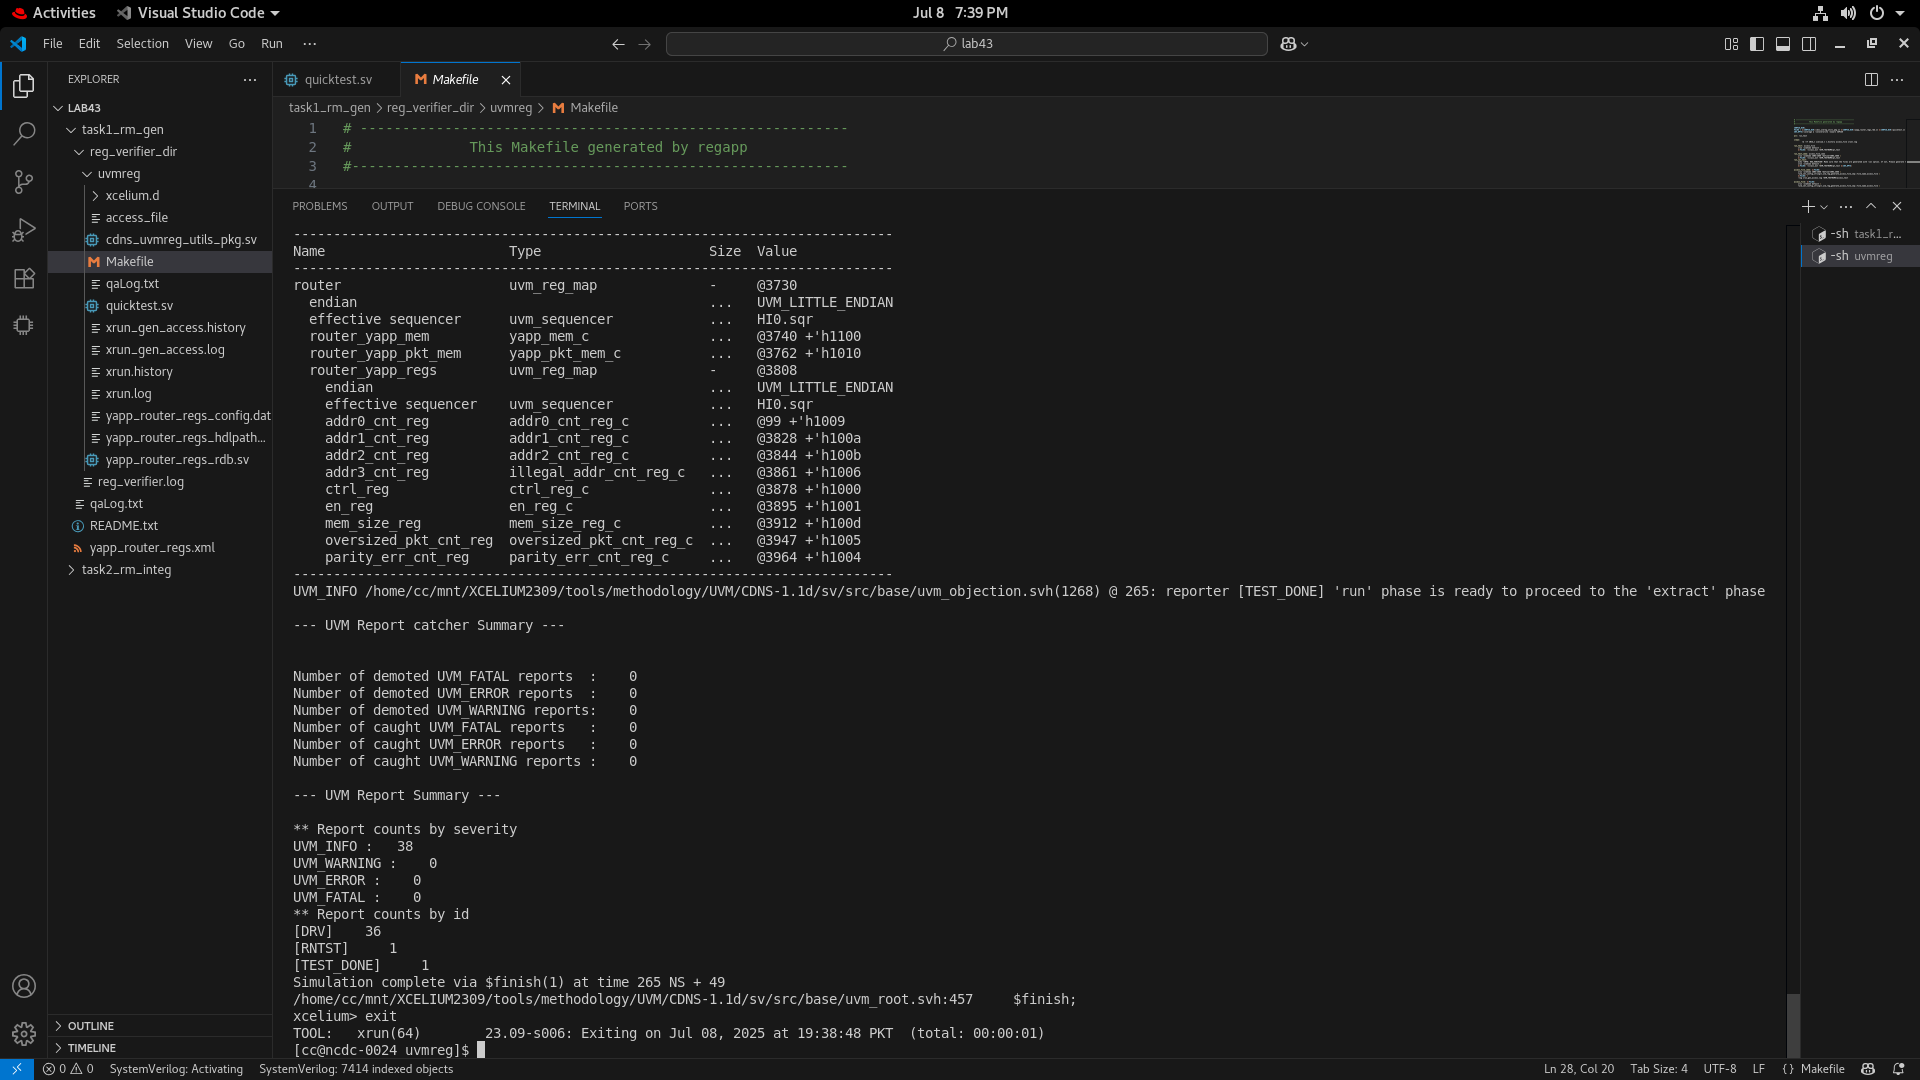 Activities Visual Studio Code Jul 8 7:39 PM
File Edit Selection View Go Run ··· lab43
EXPLORER ···
LAB43
task1_rm_gen
reg_verifier_dir
uvmreg
xcelium.d
access_file
cdns_uvmreg_utils_pkg.sv
Makefile
qaLog.txt
quicktest.sv
xrun_gen_access.history
xrun_gen_access.log
xrun.history
xrun.log
yapp_router_regs_config.dat
yapp_router_regs_hdlpath...
yapp_router_regs_rdb.sv
reg_verifier.log
qaLog.txt
README.txt
yapp_router_regs.xml
task2_rm_integ
OUTLINE
TIMELINE
quicktest.sv Makefile
task1_rm_gen > reg_verifier_dir > uvmreg > Makefile
1 # -------------------------------------------------------------
2 # This Makefile generated by regapp
3 #--------------------------------------------------------------
4
PROBLEMS OUTPUT DEBUG CONSOLE TERMINAL PORTS
---------------------------------------------------------------------------
Name Type Size Value
---------------------------------------------------------------------------
router uvm_reg_map - @3730
endian ... UVM_LITTLE_ENDIAN
effective sequencer uvm_sequencer ... HI0.sqr
router_yapp_mem yapp_mem_c ... @3740 +'h1100
router_yapp_pkt_mem yapp_pkt_mem_c ... @3762 +'h1010
router_yapp_regs uvm_reg_map - @3808
endian ... UVM_LITTLE_ENDIAN
effective sequencer uvm_sequencer ... HI0.sqr
addr0_cnt_reg addr0_cnt_reg_c ... @99 +'h1009
addr1_cnt_reg addr1_cnt_reg_c ... @3828 +'h100a
addr2_cnt_reg addr2_cnt_reg_c ... @3844 +'h100b
addr3_cnt_reg illegal_addr_cnt_reg_c ... @3861 +'h1006
ctrl_reg ctrl_reg_c ... @3878 +'h1000
en_reg en_reg_c ... @3895 +'h1001
mem_size_reg mem_size_reg_c ... @3912 +'h100d
oversized_pkt_cnt_reg oversized_pkt_cnt_reg_c ... @3947 +'h1005
parity_err_cnt_reg parity_err_cnt_reg_c ... @3964 +'h1004
---------------------------------------------------------------------------
UVM_INFO /home/cc/mnt/XCELIUM2309/tools/methodology/UVM/CDNS-1.1d/sv/src/base/uvm_objection.svh(1268) @ 265: reporter [TEST_DONE] 'run' phase is ready to proceed to the 'extract' phase
--- UVM Report catcher Summary ---
Number of demoted UVM_FATAL reports : 0
Number of demoted UVM_ERROR reports : 0
Number of demoted UVM_WARNING reports: 0
Number of caught UVM_FATAL reports : 0
Number of caught UVM_ERROR reports : 0
Number of caught UVM_WARNING reports : 0
--- UVM Report Summary ---
** Report counts by severity
UVM_INFO : 38
UVM_WARNING : 0
UVM_ERROR : 0
UVM_FATAL : 0
** Report counts by id
[DRV] 36
[RNTST] 1
[TEST_DONE] 1
Simulation complete via $finish(1) at time 265 NS + 49
/home/cc/mnt/XCELIUM2309/tools/methodology/UVM/CDNS-1.1d/sv/src/base/uvm_root.svh:457 $finish;
xcelium> exit
TOOL: xrun(64) 23.09-s006: Exiting on Jul 08, 2025 at 19:38:48 PKT (total: 00:00:01)
[cc@ncdc-0024 uvmreg]$
-sh task1_r...
-sh uvmreg
0 0 SystemVerilog: Activating SystemVerilog: 7414 indexed objects Ln 28, Col 20 Tab Size: 4 UTF-8 LF {} Makefile